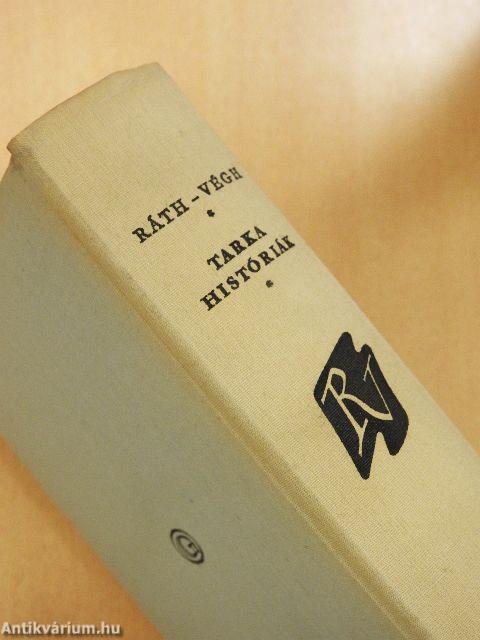 RÁTH-VÉGH
*
TARKA
HISTÓRIÁK
*
RV
G
Antikvárium.hu